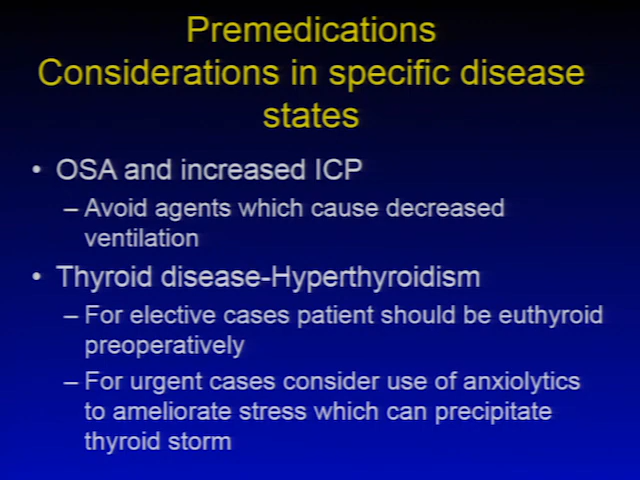 Premedications
Considerations in specific disease
states
• OSA and increased ICP
– Avoid agents which cause decreased
ventilation
• Thyroid disease-Hyperthyroidism
– For elective cases patient should be euthyroid
preoperatively
– For urgent cases consider use of anxiolytics
to ameliorate stress which can precipitate
thyroid storm